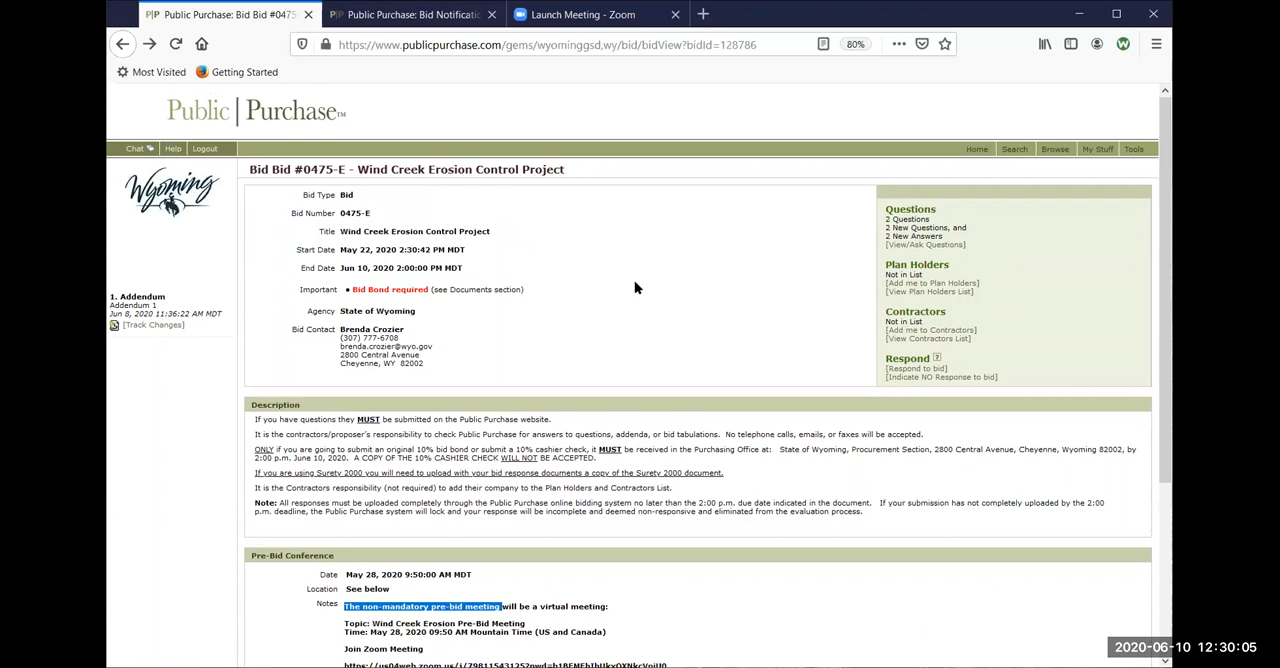 Public Purchase: Bid Bid #0475-
Public Purchase: Bid Notificati
Launch Meeting - Zoom
https://www.publicpurchase.com/gems/wyominggsd,wy/bid/bidView?bidId=128786
80%
Most Visited
Getting Started
Public | Purchase TM
Chat
Help
Logout
Home
Search
Browse
My Stuff
Tools
Wyoming
Bid Bid #0475-E - Wind Creek Erosion Control Project
Bid Type Bid
Bid Number 0475-E
Title Wind Creek Erosion Control Project
Start Date May 22, 2020 2:30:42 PM MDT
End Date Jun 10, 2020 2:00:00 PM MDT
Important • Bid Bond required (see Documents section)
Agency State of Wyoming
Bid Contact Brenda Crozier
(307) 777-6708
brenda.crozier@wyo.gov
2800 Central Avenue
Cheyenne, WY 82002
Questions
2 Questions
2 New Questions, and
2 New Answers
[View/Ask Questions]
Plan Holders
Not in List
[Add me to Plan Holders]
[View Plan Holders List]
Contractors
Not in List
[Add me to Contractors]
[View Contractors List]
Respond ?
[Respond to bid]
[Indicate NO Response to bid]
1. Addendum
Addendum 1
Jun 8, 2020 11:36:22 AM MDT
[Track Changes]
Description
If you have questions they MUST be submitted on the Public Purchase website.
It is the contractors/proposer's responsibility to check Public Purchase for answers to questions, addenda, or bid tabulations. No telephone calls, emails, or faxes will be accepted.
ONLY if you are going to submit an original 10% bid bond or submit a 10% cashier check, it MUST be received in the Purchasing Office at: State of Wyoming, Procurement Section, 2800 Central Avenue, Cheyenne, Wyoming 82002, by
2:00 p.m. June 10, 2020. A COPY OF THE 10% CASHIER CHECK WILL NOT BE ACCEPTED.
If you are using Surety 2000 you will need to upload with your bid response documents a copy of the Surety 2000 document.
It is the Contractors responsibility (not required) to add their company to the Plan Holders and Contractors List.
Note: All responses must be uploaded completely through the Public Purchase online bidding system no later than the 2:00 p.m. due date indicated in the document. If your submission has not completely uploaded by the 2:00
p.m. deadline, the Public Purchase system will lock and your response will be incomplete and deemed non-responsive and eliminated from the evaluation process.
Pre-Bid Conference
Date May 28, 2020 9:50:00 AM MDT
Location See below
Notes The non-mandatory pre-bid meeting will be a virtual meeting:
Topic: Wind Creek Erosion Pre-Bid Meeting
Time: May 28, 2020 09:50 AM Mountain Time (US and Canada)
Join Zoom Meeting
2020-06-10 12:30:05